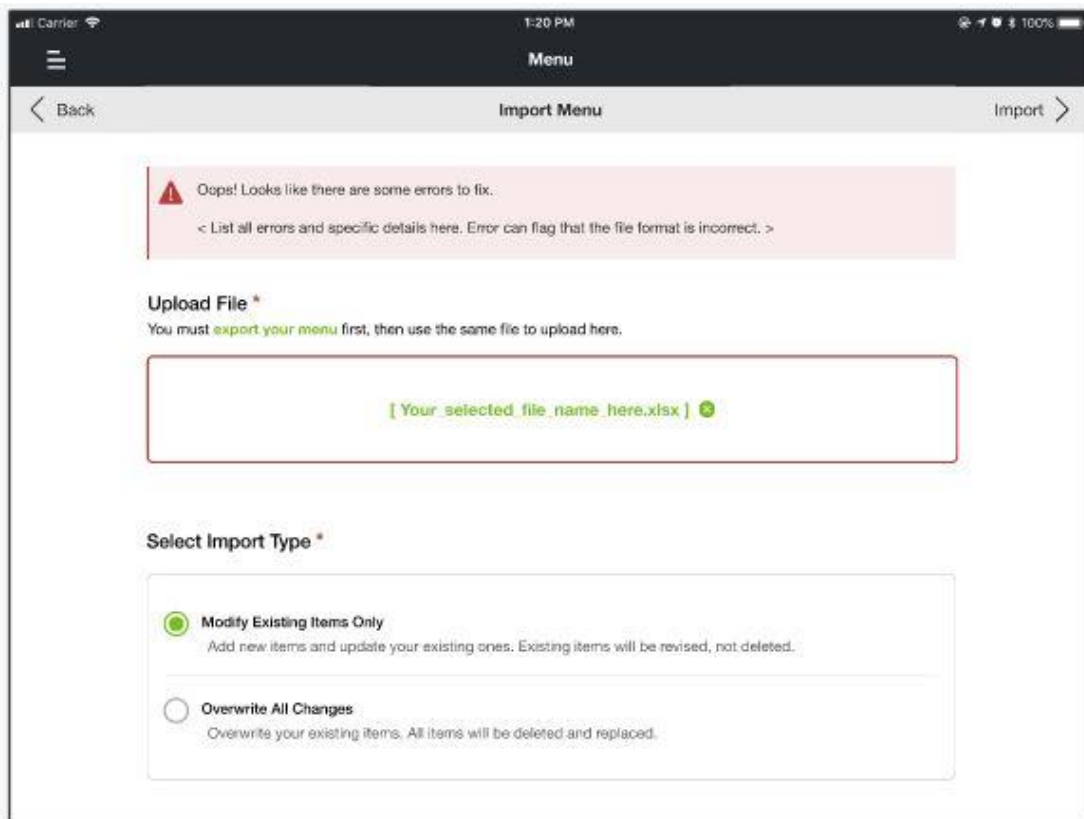 Carrier
1:20 PM
100%
Menu
Back
Import Menu
Import
Oops! Looks like there are some errors to fix.
< List all errors and specific details here. Error can flag that the file format is incorrect. >
Upload File *
You must export your menu first, then use the same file to upload here.
[ Your_selected_file_name_here.xlsx ]
Select Import Type *
Modify Existing Items Only
Add new items and update your existing ones. Existing items will be revised, not deleted.
Overwrite All Changes
Overwrite your existing items. All items will be deleted and replaced.